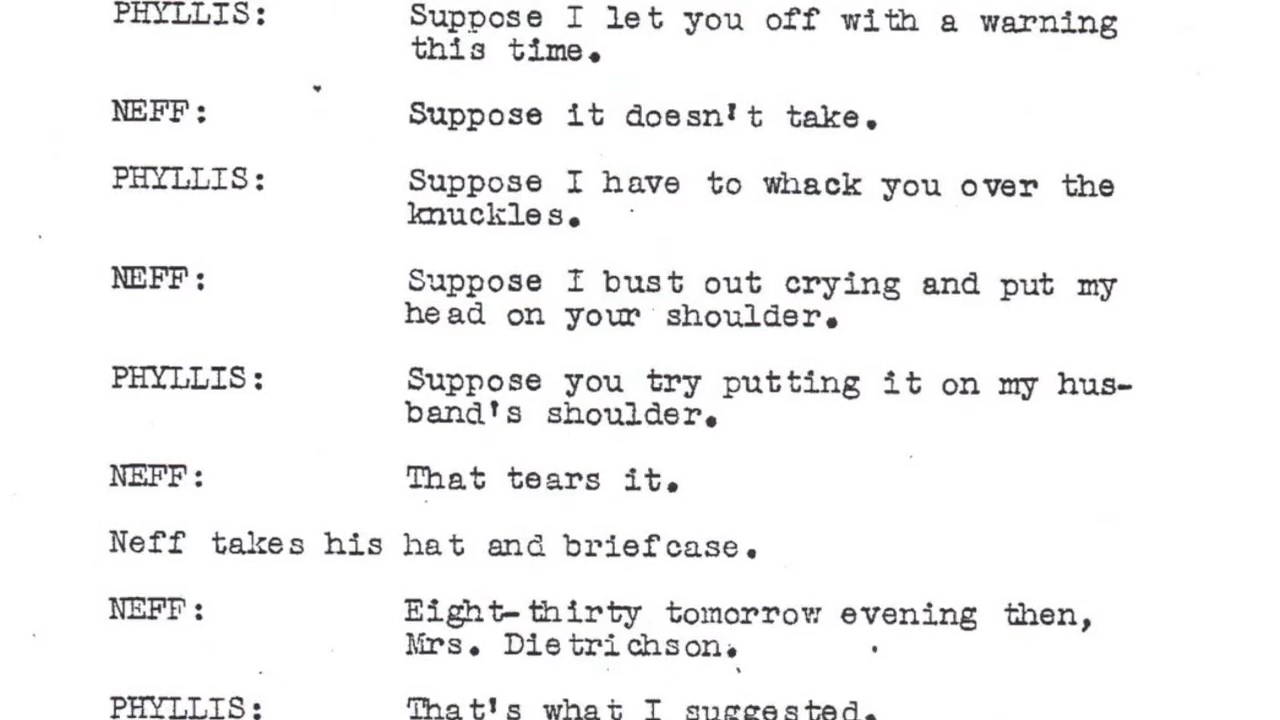 PHYLLIS: Suppose I let you off with a warning
this time.
NEFF: Suppose it doesn't take.
PHYLLIS: Suppose I have to whack you over the
knuckles.
NEFF: Suppose I bust out crying and put my
head on your shoulder.
PHYLLIS: Suppose you try putting it on my hus-
band's shoulder.
NEFF: That tears it.
Neff takes his hat and briefcase.
NEFF: Eight-thirty tomorrow evening then,
Mrs. Dietrichson.
PHYLLIS: That's what I suggested.